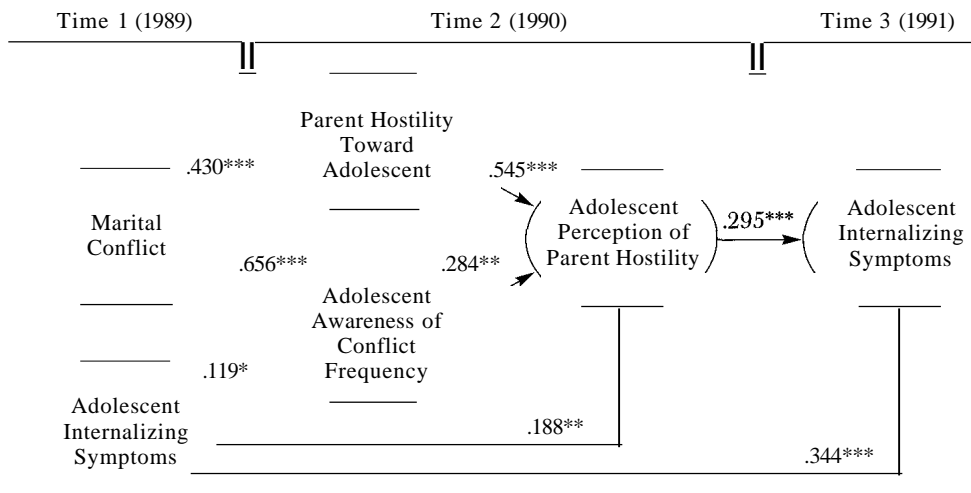 Time 1 (1989)
Time 2 (1990)
Time 3 (1991)
Parent Hostility
Toward
Adolescent
.430***
.545***
Marital
Conflict
Adolescent
Perception of
Parent Hostility
.295***
Adolescent
Internalizing
Symptoms
.656***
.284**
Adolescent
Awareness of
Conflict
Frequency
.119*
Adolescent
Internalizing
Symptoms
.188**
.344***